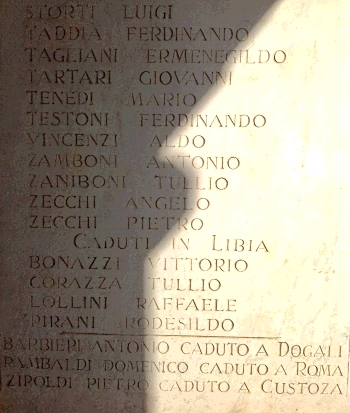 STORTI LUIGI
TADDIA FERDINANDO
TAGLIANI ERMENEGILDO
TARTARI GIOVANNI
TENEDI MARIO
TESTONI FERDINANDO
VINCENZI ALDO
ZAMBONI ANTONIO
ZANIBONI TULLIO
ZECCHI ANGELO
ZECCHI PIETRO
CADUTI IN LIBIA
BONAZZI VITTORIO
CORAZZA TULLIO
LOLLINI RAFFAELE
PIRANI RODESILDO
BARBIERI ANTONIO CADUTO A DOGALI
RAMBALDI DOMENICO CADUTO A ROMA
ZIROLDI PIETRO CADUTO A CUSTOZA